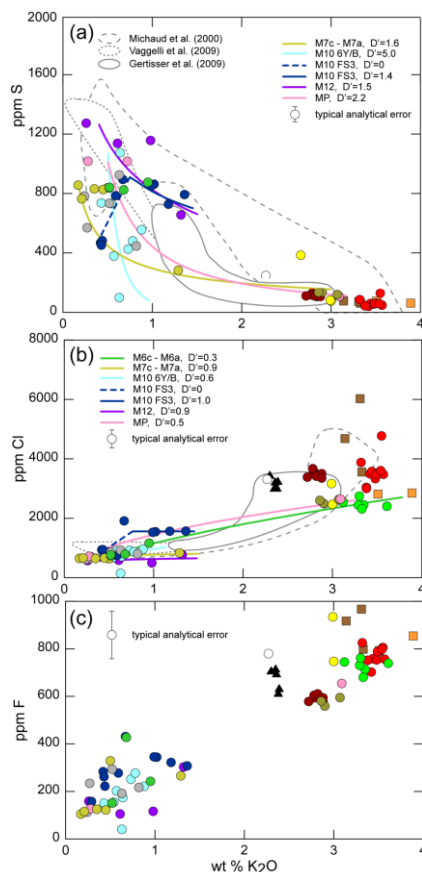 (a)
Michaud et al. (2000)
Vaggelli et al. (2009)
Gertisser et al. (2009)
M7c - M7a, D'=1.6
M10 6Y/B, D'=5.0
M10 FS3, D'=0
M10 FS3, D'=1.4
M12, D'=1.5
MP, D'=2.2
typical analytical error
ppm S
2000
1600
1200
800
400
0
0 1 2 3 4
(b)
M6c - M6a, D'=0.3
M7c - M7a, D'=0.9
M10 6Y/B, D'=0.6
M10 FS3, D'=0
M10 FS3, D'=1.0
M12, D'=0.9
MP, D'=0.5
typical analytical error
ppm Cl
8000
6000
4000
2000
0
0 1 2 3 4
(c)
typical analytical error
ppm F
1000
800
600
400
200
0
0 1 2 3 4
wt % K2O